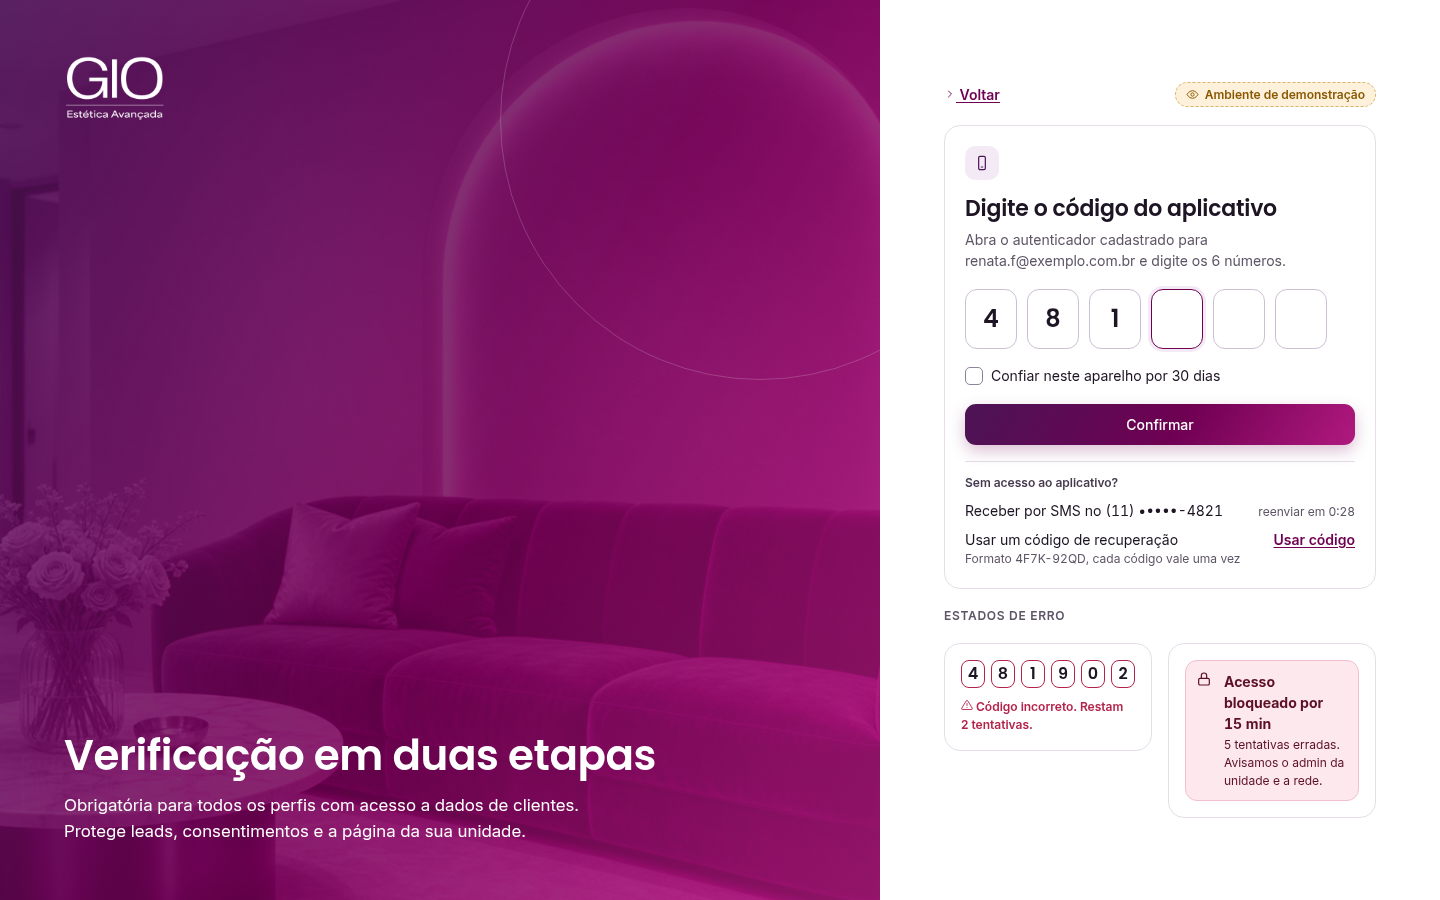 GIO
Estética Avançada
Verificação em duas etapas
Obrigatória para todos os perfis com acesso a dados de clientes.
Protege leads, consentimentos e a página da sua unidade.
Voltar
Ambiente de demonstração
Digite o código do aplicativo
Abra o autenticador cadastrado para
renata.f@exemplo.com.br e digite os 6 números.
4 8 1
Confiar neste aparelho por 30 dias
Confirmar
Sem acesso ao aplicativo?
Receber por SMS no (11) •••••-4821 reenviar em 0:28
Usar um código de recuperação Usar código
Formato 4F7K-92QD, cada código vale uma vez
ESTADOS DE ERRO
4 8 1 9 0 2
Código incorreto. Restam
2 tentativas.
Acesso
bloqueado por
15 min
5 tentativas erradas.
Avisamos o admin da
unidade e a rede.